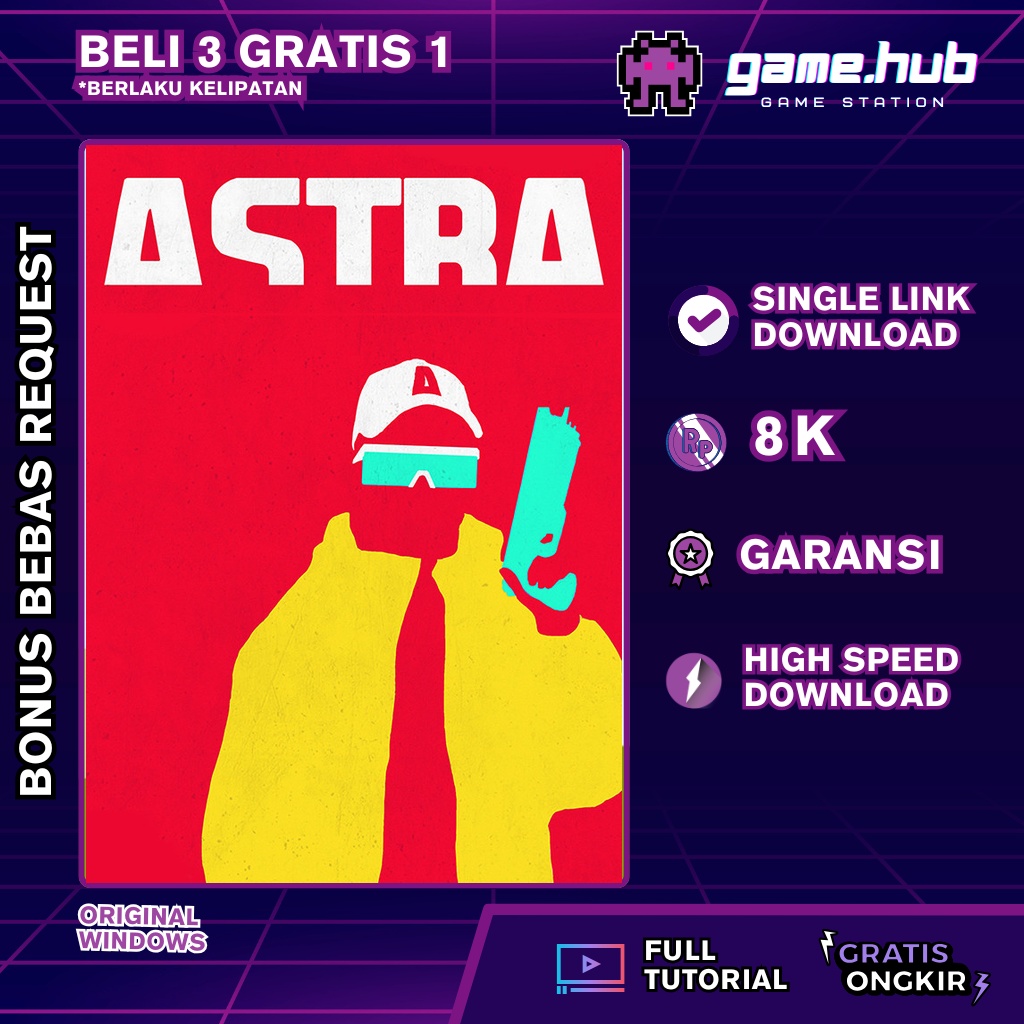 BELI 3 GRATIS 1
*BERLAKU KELIPATAN
game.hub
GAME STATION
BONUS BEBAS REQUEST
ASTRA
A
SINGLE LINK
DOWNLOAD
Rp
8K
GARANSI
HIGH SPEED
DOWNLOAD
ORIGINAL
WINDOWS
FULL
TUTORIAL
GRATIS
ONGKIR